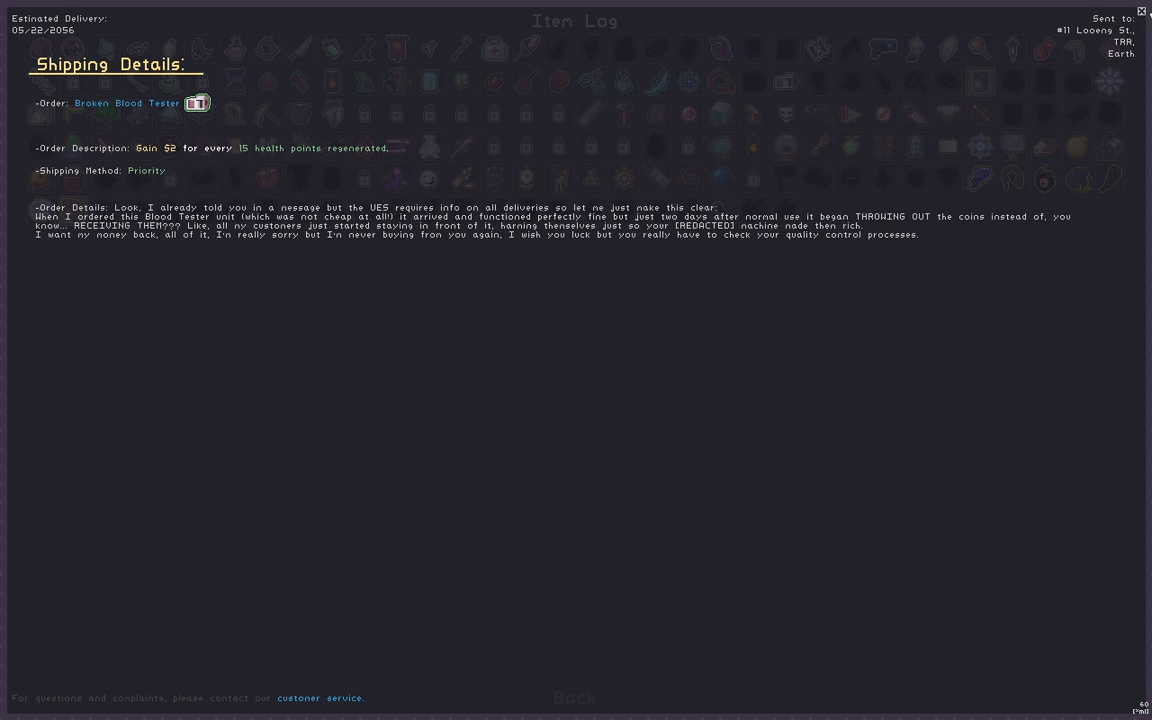 Item Log
Estimated Delivery:
05/22/2056
Sent to:
#11 Looeng St.,
TRR,
Earth
Shipping Details:
-Order: Broken Blood Tester
-Order Description: Gain $2 for every 15 health points regenerated.
-Shipping Method: Priority
-Order Details: Look, I already told you in a message but the UES requires info on all deliveries so let me just make this clear:
When I ordered this Blood Tester unit (which was not cheap at all!) it arrived and functioned perfectly fine but just two days after normal use it began THROWING OUT the coins instead of, you
know... RECEIVING THEM??? Like, all my customers just started staying in front of it, harming themselves just so your [REDACTED] machine made them rich.
I want my money back, all of it, I'm really sorry but I'm never buying from you again, I wish you luck but you really have to check your quality control processes.
For questions and complaints, please contact our customer service.
Back
60